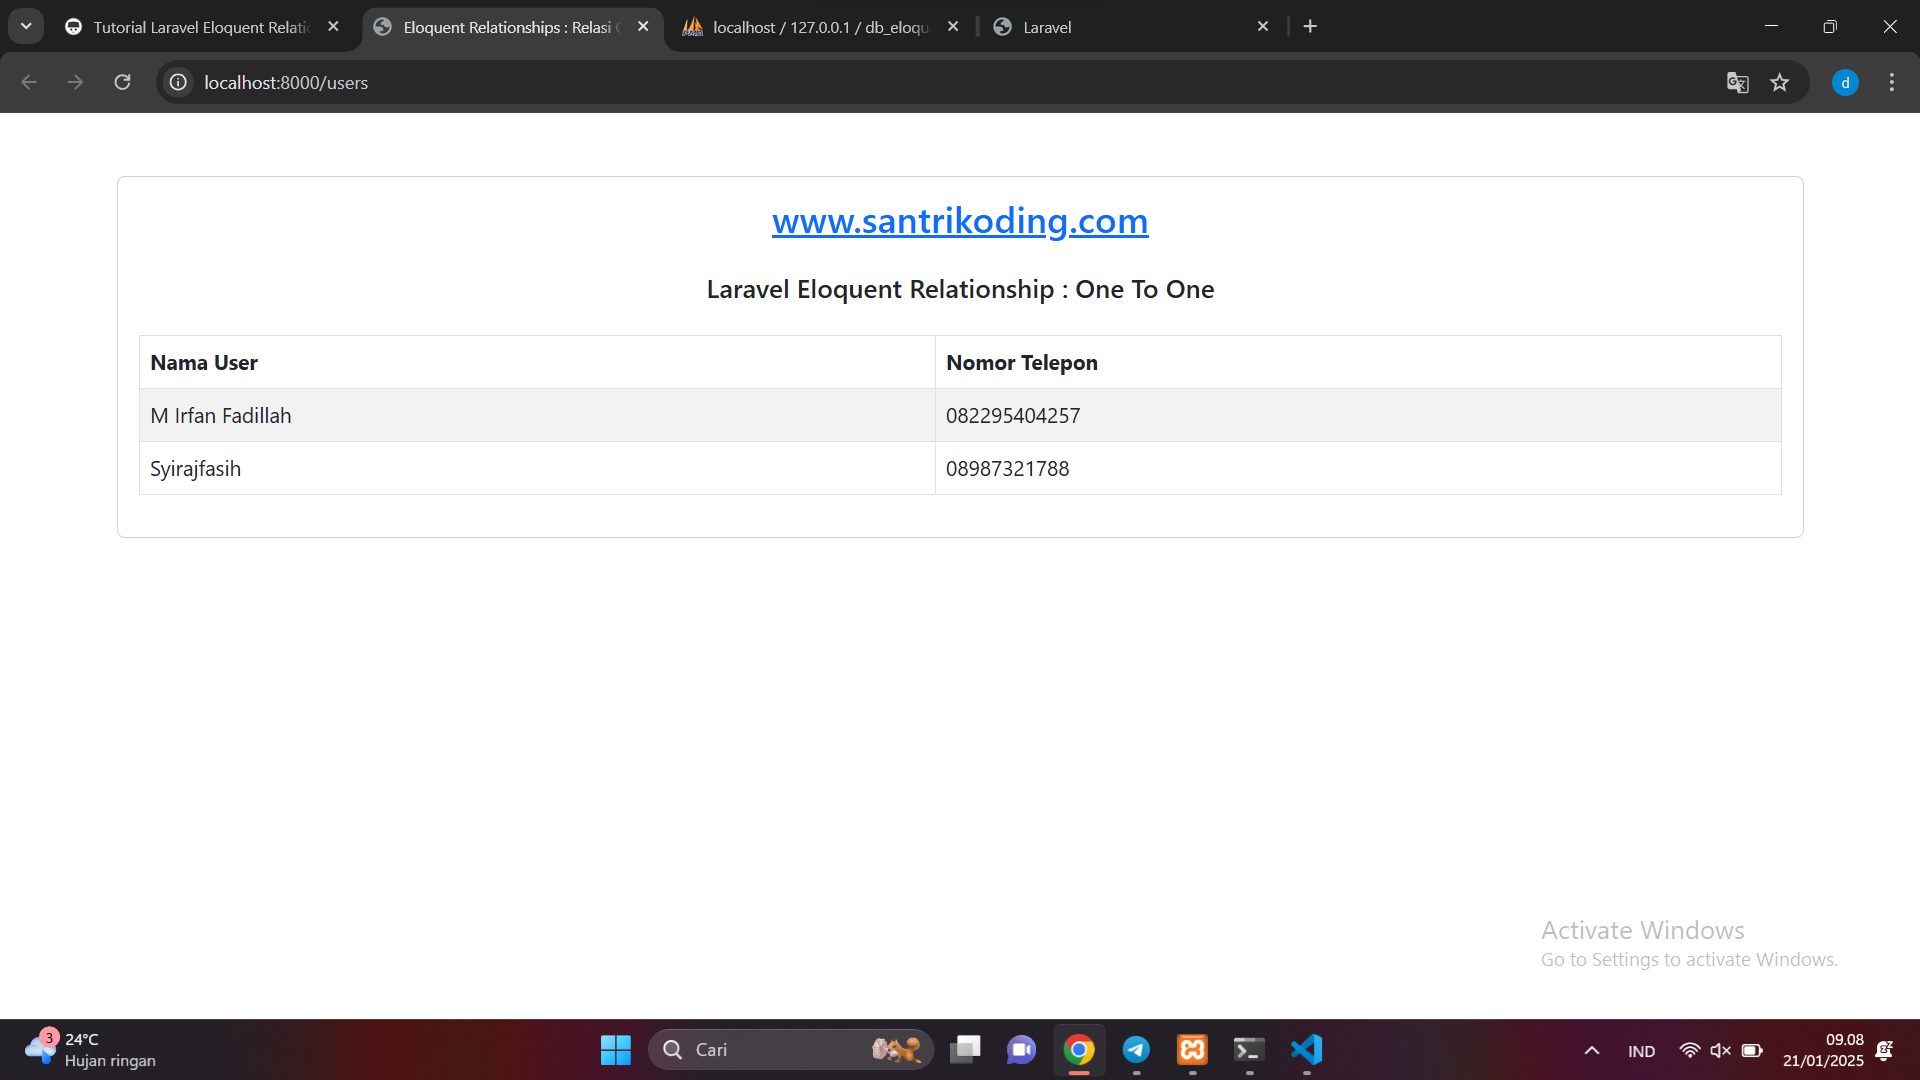 Tutorial Laravel Eloquent Relatio
Eloquent Relationships : Relasi
localhost / 127.0.0.1 / db_eloqu
Laravel
localhost:8000/users
d
www.santrikoding.com
Laravel Eloquent Relationship : One To One
Nama User Nomor Telepon
M Irfan Fadillah 082295404257
Syirajfasih 08987321788
Activate Windows
Go to Settings to activate Windows.
3
24°C
Hujan ringan
Cari
IND
09.08
21/01/2025